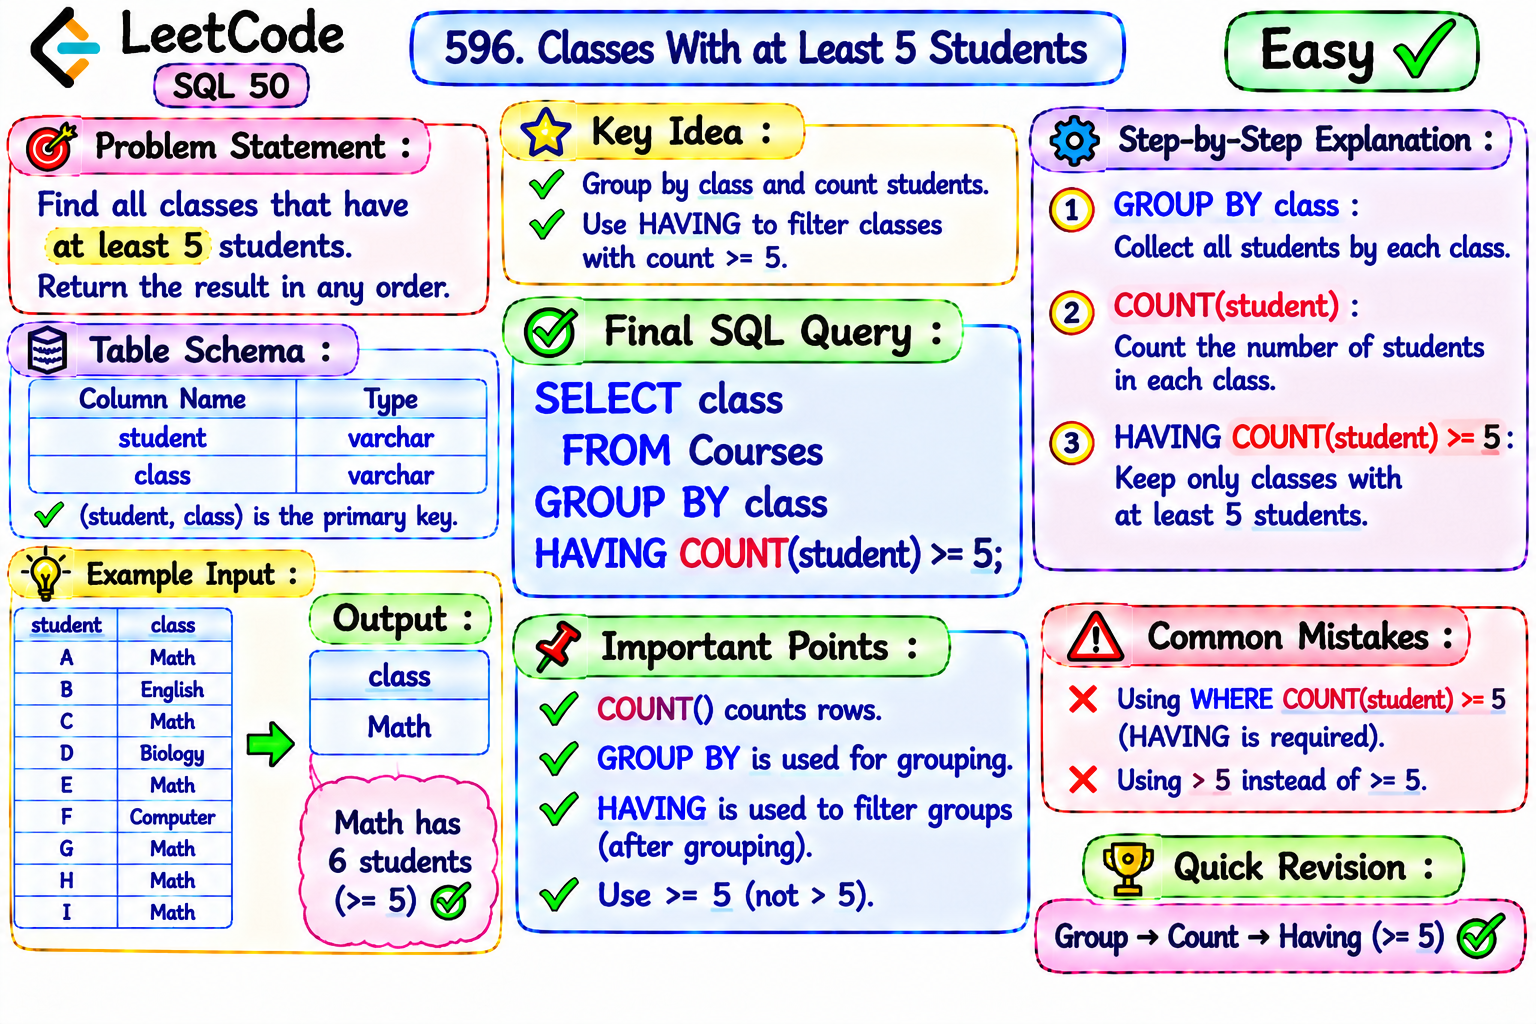 LeetCode
SQL 50
596. Classes With at Least 5 Students
Easy
Problem Statement :
Find all classes that have
at least 5 students.
Return the result in any order.
Table Schema :
Column Name Type
student varchar
class varchar
(student, class) is the primary key.
Example Input :
student class
A Math
B English
C Math
D Biology
E Math
F Computer
G Math
H Math
I Math
Output :
class
Math
Math has
6 students
(>= 5)
Key Idea :
Group by class and count students.
Use HAVING to filter classes
with count >= 5.
Final SQL Query :
SELECT class
FROM Courses
GROUP BY class
HAVING COUNT(student) >= 5;
Important Points :
COUNT() counts rows.
GROUP BY is used for grouping.
HAVING is used to filter groups
(after grouping).
Use >= 5 (not > 5).
Step-by-Step Explanation :
1 GROUP BY class :
Collect all students by each class.
2 COUNT(student) :
Count the number of students
in each class.
3 HAVING COUNT(student) >= 5 :
Keep only classes with
at least 5 students.
Common Mistakes :
Using WHERE COUNT(student) >= 5
(HAVING is required).
Using > 5 instead of >= 5.
Quick Revision :
Group → Count → Having (>= 5)